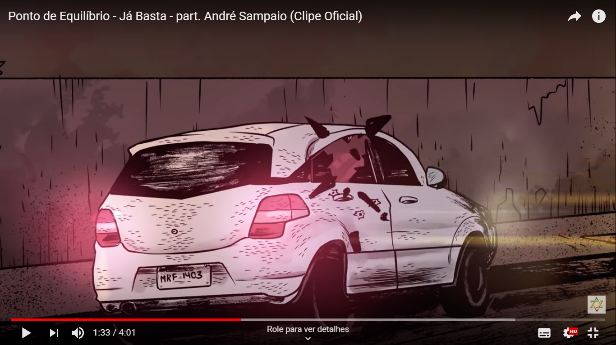 Ponto de Equilíbrio - Já Basta - part. André Sampaio (Clipe Oficial)
MRF-1403
1:33 / 4:01
Role para ver detalhes
HD